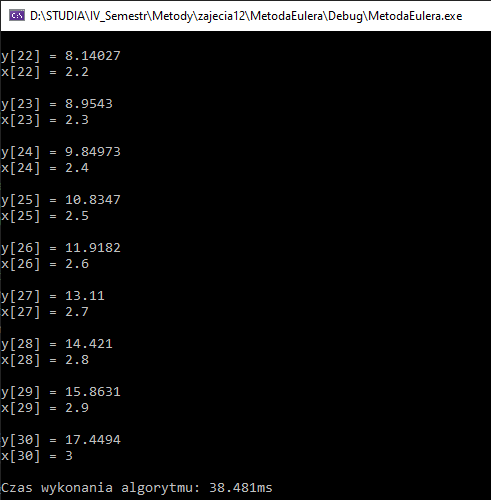 D:\STUDIA\IV_Semestr\Metody\zajecia12\MetodaEulera\Debug\MetodaEulera.exe
y[22] = 8.14027
x[22] = 2.2
y[23] = 8.9543
x[23] = 2.3
y[24] = 9.84973
x[24] = 2.4
y[25] = 10.8347
x[25] = 2.5
y[26] = 11.9182
x[26] = 2.6
y[27] = 13.11
x[27] = 2.7
y[28] = 14.421
x[28] = 2.8
y[29] = 15.8631
x[29] = 2.9
y[30] = 17.4494
x[30] = 3
Czas wykonania algorytmu: 38.481ms